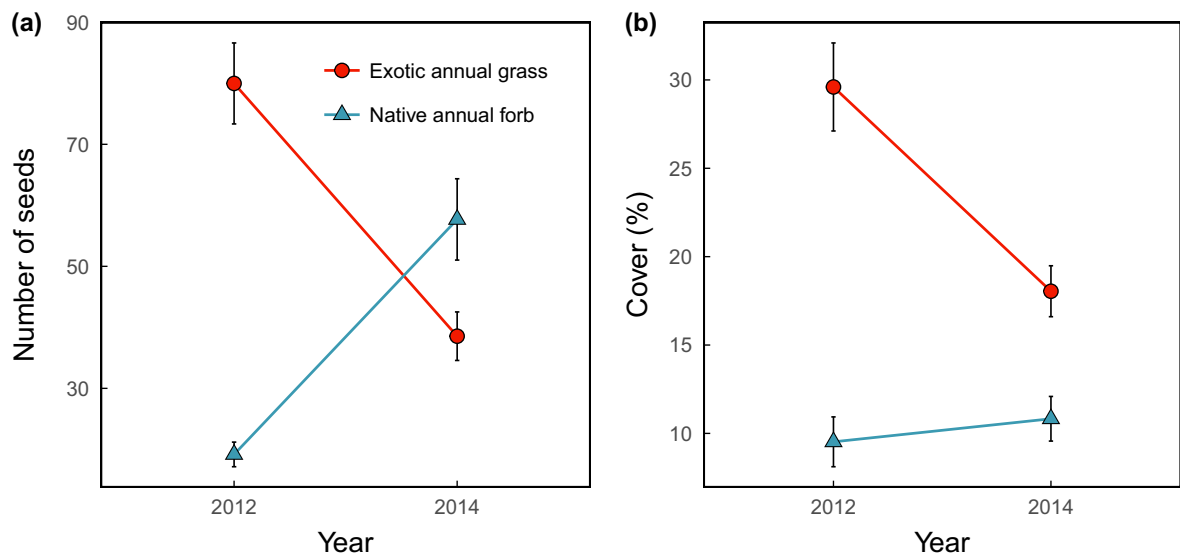 (a)
90
70
50
30
Number of seeds
Exotic annual grass
Native annual forb
2012
2014
Year
(b)
30
25
20
15
10
Cover (%)
2012
2014
Year